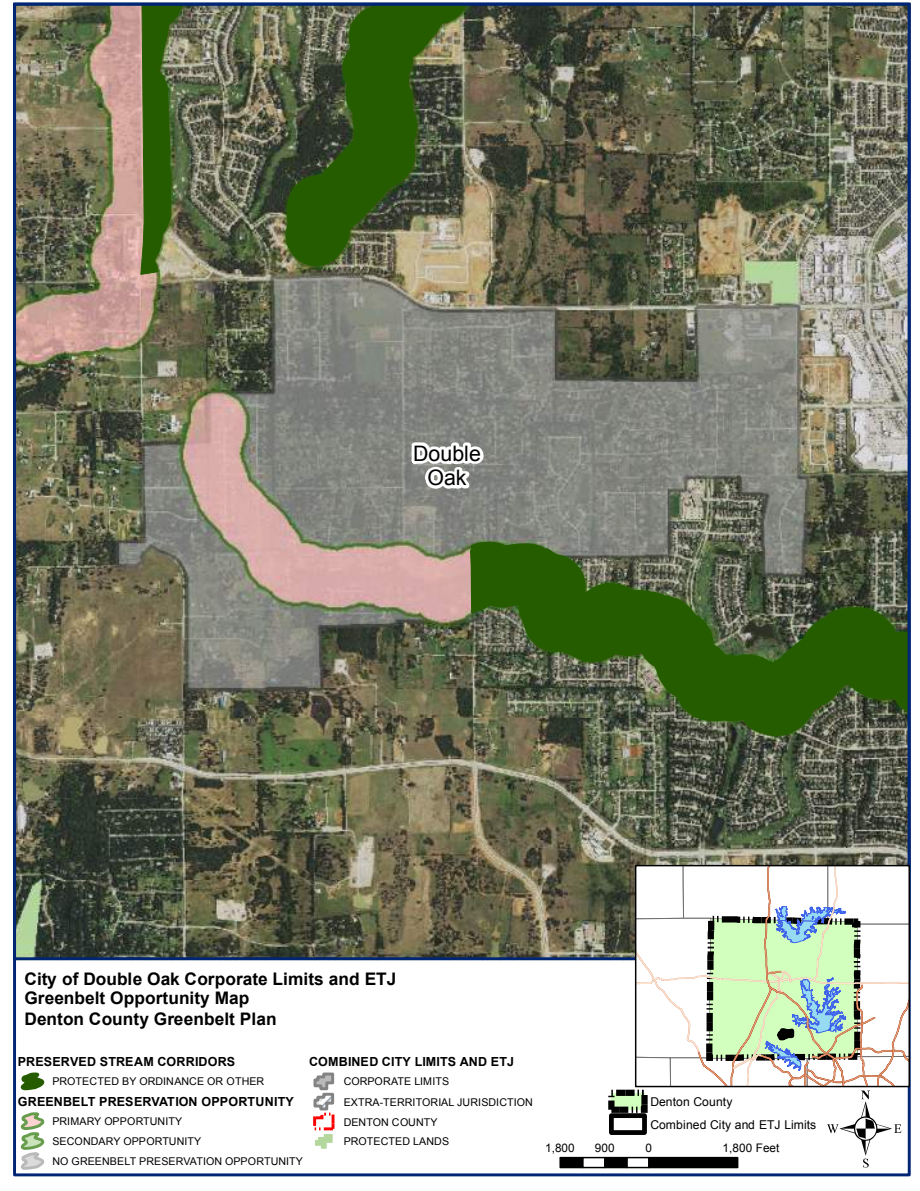 Double
Oak
City of Double Oak Corporate Limits and ETJ
Greenbelt Opportunity Map
Denton County Greenbelt Plan
PRESERVED STREAM CORRIDORS
PROTECTED BY ORDINANCE OR OTHER
GREENBELT PRESERVATION OPPORTUNITY
PRIMARY OPPORTUNITY
SECONDARY OPPORTUNITY
NO GREENBELT PRESERVATION OPPORTUNITY
COMBINED CITY LIMITS AND ETJ
CORPORATE LIMITS
EXTRA-TERRITORIAL JURISDICTION
DENTON COUNTY
PROTECTED LANDS
Denton County
Combined City and ETJ Limits
N
W E
S
1,800 900 0 1,800 Feet